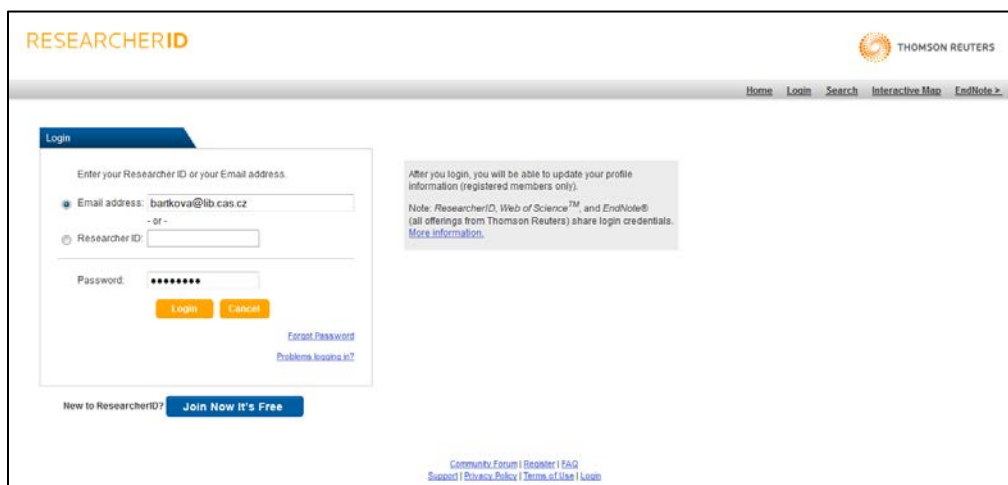 RESEARCHERID
THOMSON REUTERS
Home Login Search Interactive Map EndNote >
Login
Enter your Researcher ID or your Email address.
Email address: bartkova@lib.cas.cz
- or -
Researcher ID:
Password: ••••••••
Login Cancel
Forgot Password
Problems logging in?
New to ResearcherID? Join Now It's Free
After you login, you will be able to update your profile
information (registered members only).
Note: ResearcherID, Web of Science™, and EndNote®
(all offerings from Thomson Reuters) share login credentials.
More information.
Community Forum | Register | FAQ
Support | Privacy Policy | Terms of Use | Login